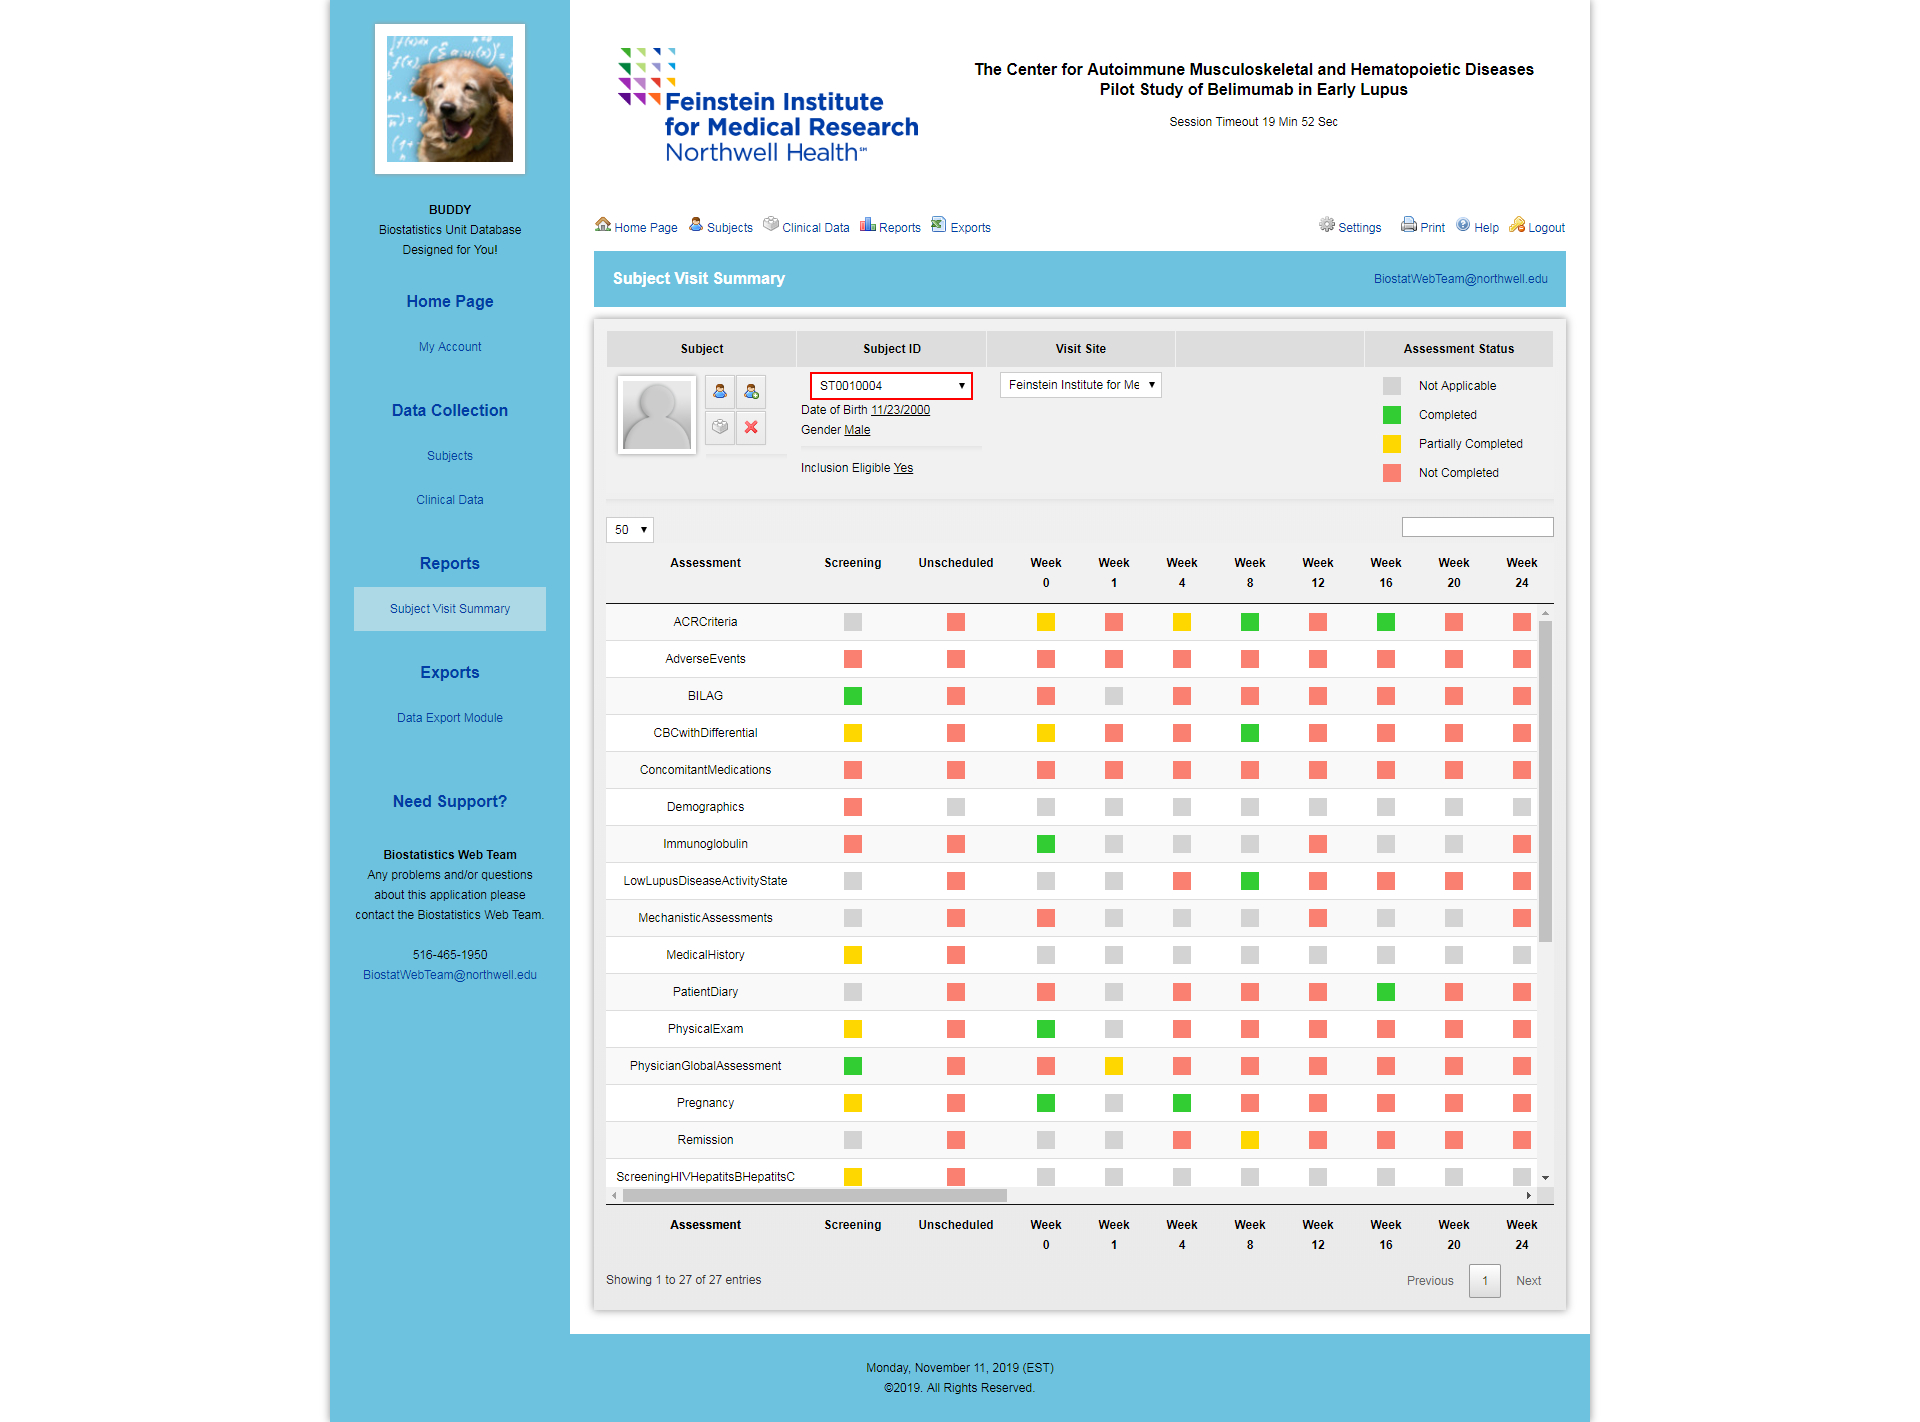 BUDDY
Biostatistics Unit Database
Designed for You!
Home Page
My Account
Data Collection
Subjects
Clinical Data
Reports
Subject Visit Summary
Exports
Data Export Module
Need Support?
Biostatistics Web Team
Any problems and/or questions
about this application please
contact the Biostatistics Web Team.
516-465-1950
BiostatWebTeam@northwell.edu
Feinstein Institute
for Medical Research
Northwell Health℠
The Center for Autoimmune Musculoskeletal and Hematopoietic Diseases
Pilot Study of Belimumab in Early Lupus
Session Timeout 19 Min 52 Sec
Home Page Subjects Clinical Data Reports Exports Settings Print Help Logout
Subject Visit Summary BiostatWebTeam@northwell.edu
Subject Subject ID Visit Site Assessment Status
ST0010004 Feinstein Institute for Me
Date of Birth 11/23/2000
Gender Male
Inclusion Eligible Yes
Not Applicable
Completed
Partially Completed
Not Completed
50
Assessment Screening Unscheduled Week 0 Week 1 Week 4 Week 8 Week 12 Week 16 Week 20 Week 24
ACRCriteria
AdverseEvents
BILAG
CBCwithDifferential
ConcomitantMedications
Demographics
Immunoglobulin
LowLupusDiseaseActivityState
MechanisticAssessments
MedicalHistory
PatientDiary
PhysicalExam
PhysicianGlobalAssessment
Pregnancy
Remission
ScreeningHIVHepatitsBHepatitsC
Assessment Screening Unscheduled Week 0 Week 1 Week 4 Week 8 Week 12 Week 16 Week 20 Week 24
Showing 1 to 27 of 27 entries
Previous 1 Next
Monday, November 11, 2019 (EST)
©2019. All Rights Reserved.